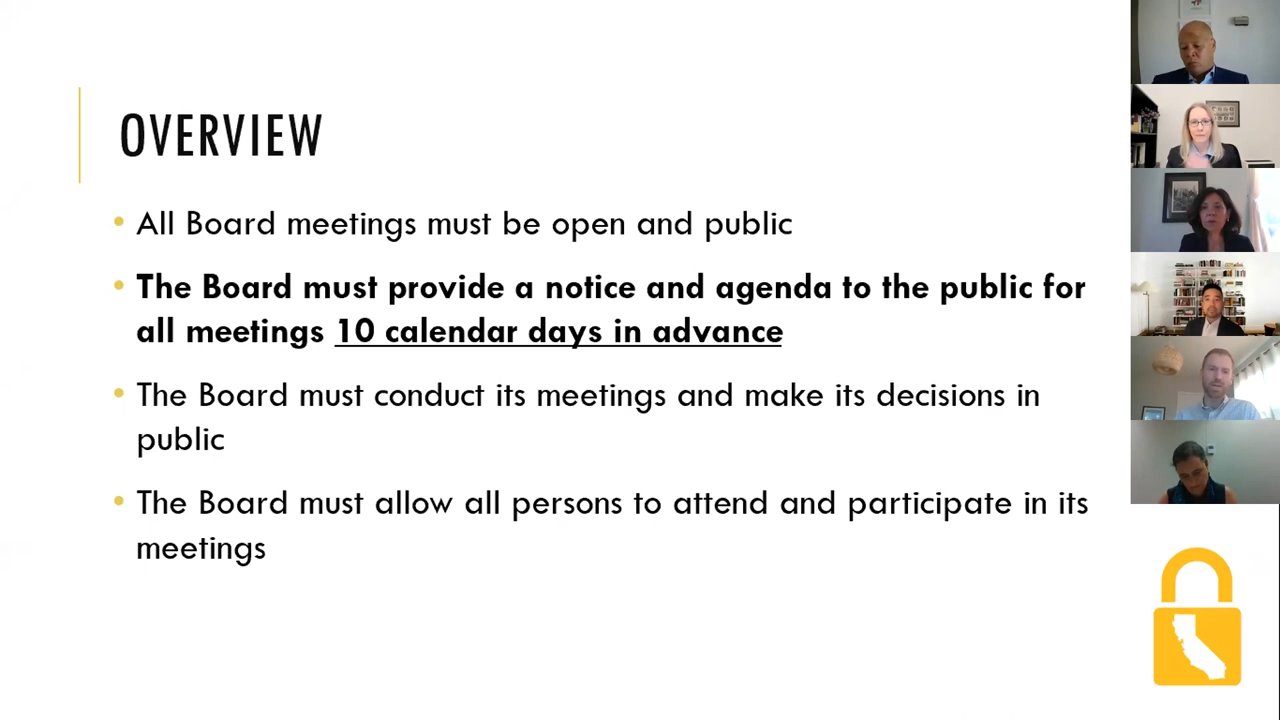 OVERVIEW
• All Board meetings must be open and public
• The Board must provide a notice and agenda to the public for
all meetings 10 calendar days in advance
• The Board must conduct its meetings and make its decisions in
public
• The Board must allow all persons to attend and participate in its
meetings